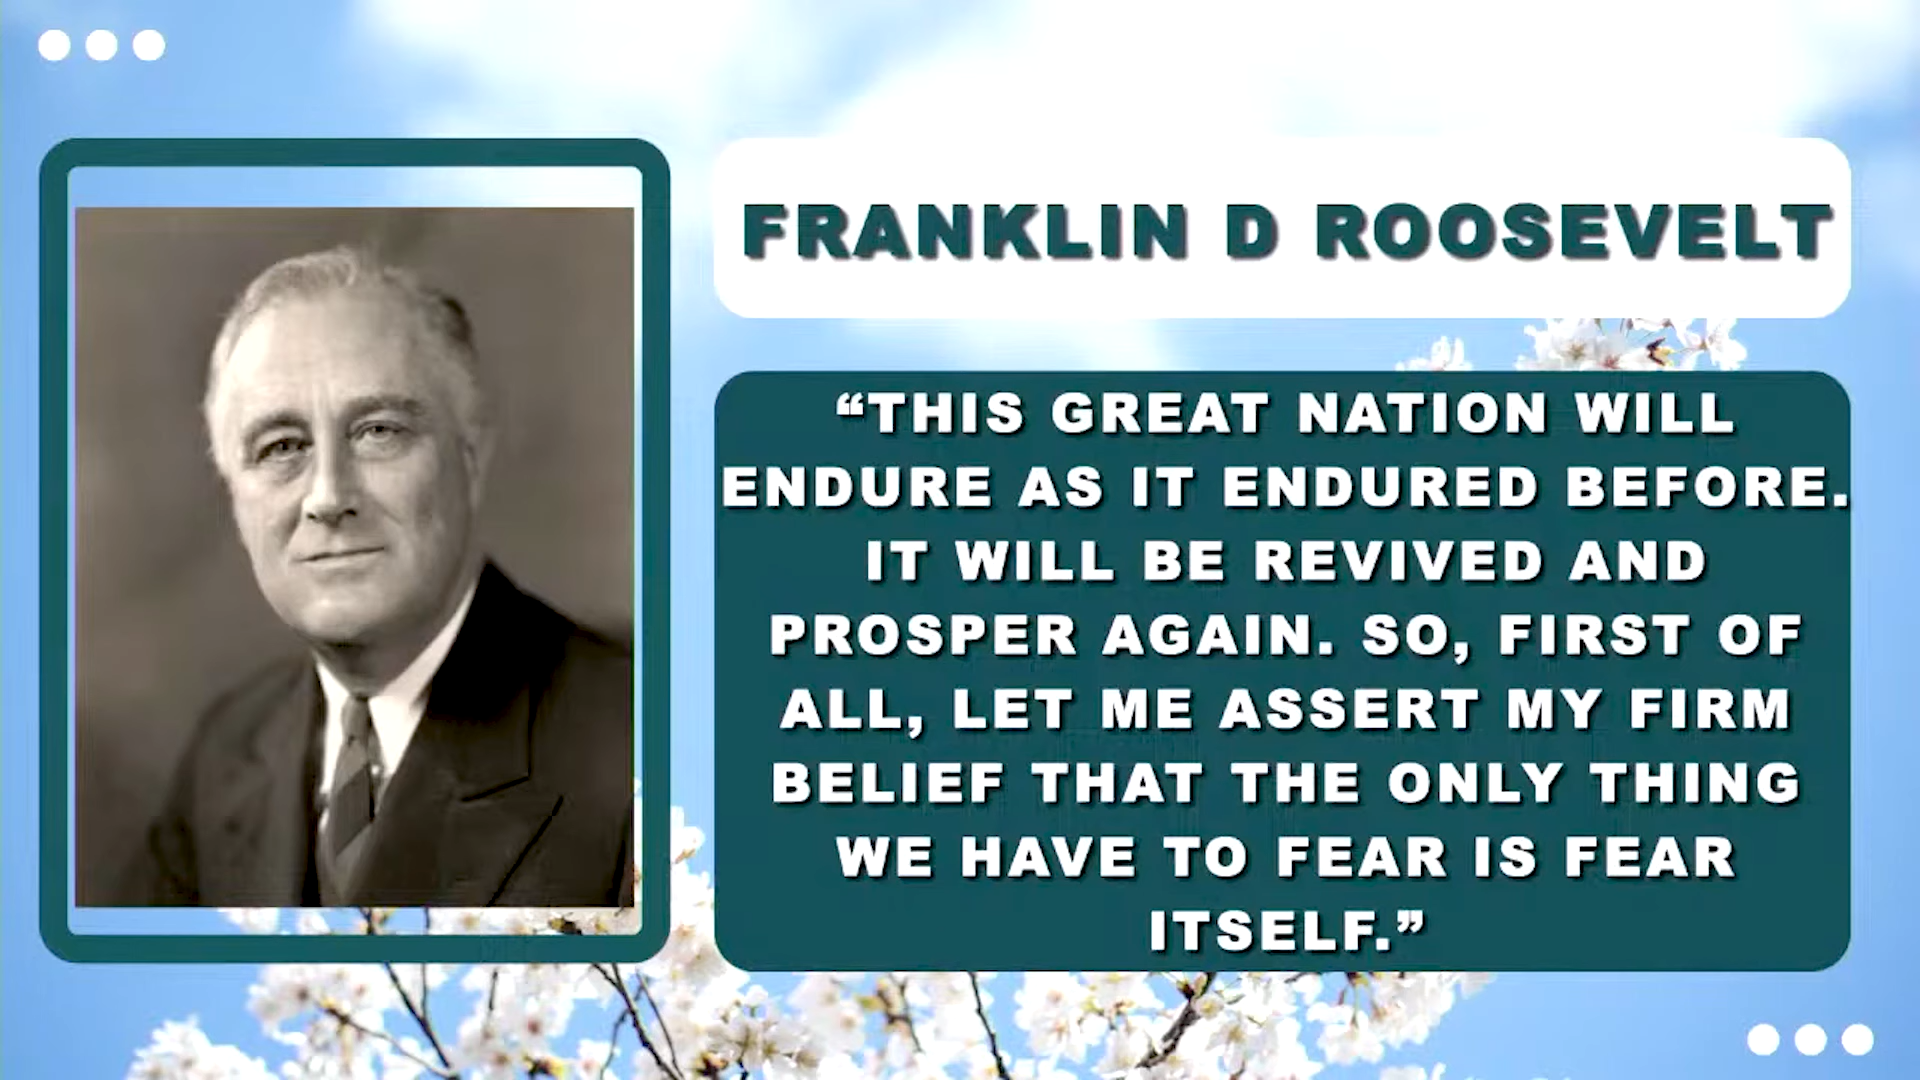 FRANKLIN D ROOSEVELT
“THIS GREAT NATION WILL
ENDURE AS IT ENDURED BEFORE.
IT WILL BE REVIVED AND
PROSPER AGAIN. SO, FIRST OF
ALL, LET ME ASSERT MY FIRM
BELIEF THAT THE ONLY THING
WE HAVE TO FEAR IS FEAR
ITSELF.”